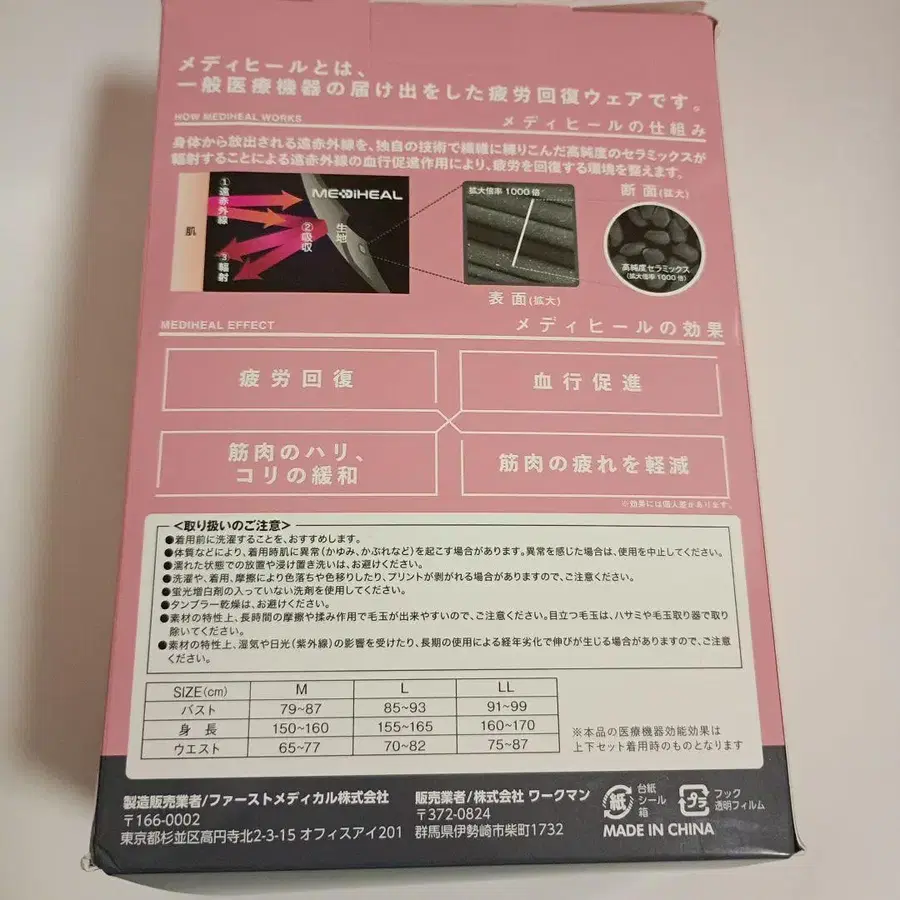 メディヒールとは、
一般医療機器の届け出をした疲労回復ウェアです。
HOW MEDIHEAL WORKS
メディヒールの仕組み
身体から放出される遠赤外線を、独自の技術で繊維に練りこんだ高純度のセラミックスが
輻射することによる遠赤外線の血行促進作用により、疲労を回復する環境を整えます。
肌
①遠赤外線
②吸収
③輻射
生地
MEDIHEAL
拡大倍率1000倍
表面(拡大)
断面(拡大)
高純度セラミックス
(拡大倍率1000倍)
MEDIHEAL EFFECT
メディヒールの効果
疲労回復
血行促進
筋肉のハリ、
コリの緩和
筋肉の疲れを軽減
※効果には個人差があります。
<取り扱いのご注意>
●着用前に洗濯することを、おすすめします。
●体質などにより、着用時肌に異常(かゆみ、かぶれなど)を起こす場合があります。異常を感じた場合は、使用を中止してください。
●濡れた状態での放置や浸け置き洗いは、お避けください。
●洗濯や、着用、摩擦により色落ちや色移りしたり、プリントが剥がれる場合がありますので、ご注意ください。
●蛍光増白剤の入っていない洗剤を使用してください。
●タンブラー乾燥は、お避けください。
●素材の特性上、長時間の摩擦や揉み作用で毛玉が出来やすいので、ご注意ください。目立つ毛玉は、ハサミや毛玉取り器で取り
除いてください。
●素材の特性上、湿気や日光(紫外線)の影響を受けたり、長期の使用による経年劣化で伸びが生じる場合がありますので、ご注意
ください。
SIZE(cm) M L LL
バスト 79~87 85~93 91~99
身長 150~160 155~165 160~170
ウエスト 65~77 70~82 75~87
※本品の医療機器効能効果は
上下セット着用時のものとなります
製造販売業者/ファーストメディカル株式会社
〒166-0002
東京都杉並区高円寺北2-3-15 オフィスアイ201
販売業者/株式会社 ワークマン
〒372-0824
群馬県伊勢崎市柴町1732
紙
台紙
シール
箱
プラ
フック
透明フィルム
MADE IN CHINA